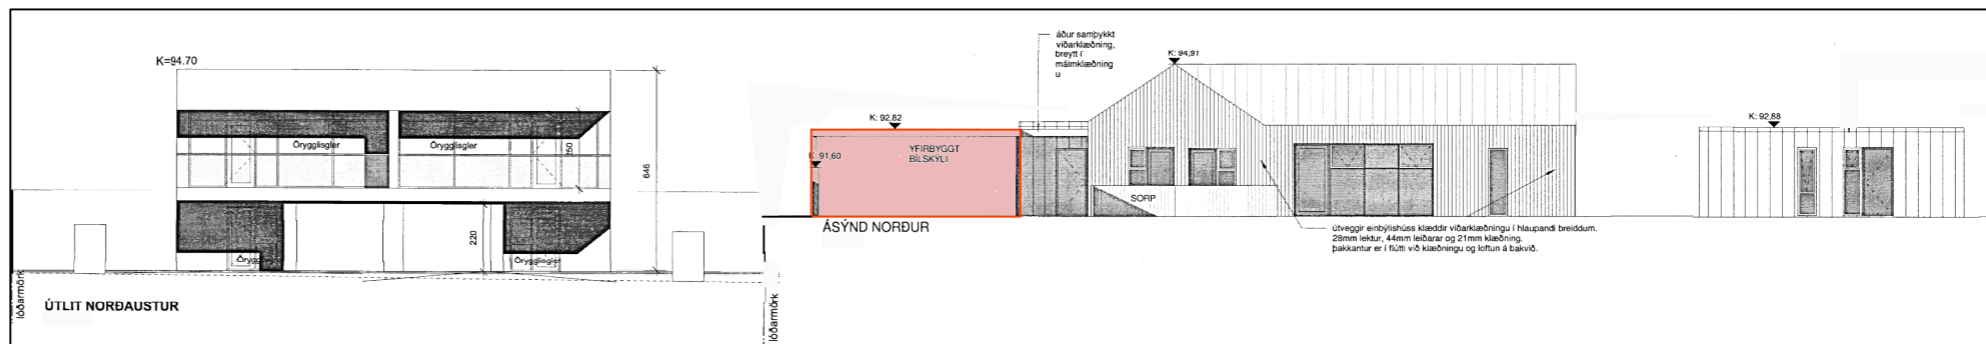 K=94.70
Öryggisgler
Öryggisgler
250
646
220
Öryggisgler
lóðarmörk
ÚTLIT NORÐAUSTUR
lóðarmörk
áður samþykkt
viðarklæðning,
breytt í
málmklæðning
u
K: 94,91
K: 92,82
K: 91,60
YFIRBYGGT
BÍLSKÝLI
SORP
ÁSÝND NORÐUR
K: 92,88
útveggir einbýlishúss klæddir viðarklæðningu í hlaupandi breiddum.
28mm lektur, 44mm leiðarar og 21mm klæðning.
þakkantur er í flútti við klæðningu og loftun á bakvið.